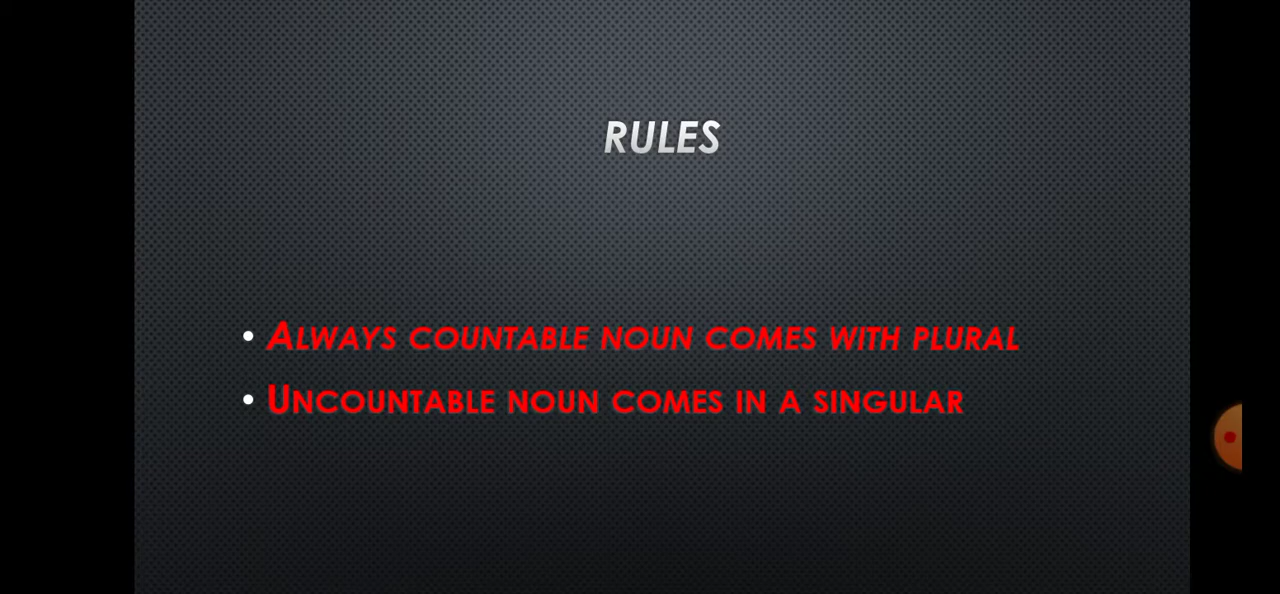 RULES
• ALWAYS COUNTABLE NOUN COMES WITH PLURAL
• UNCOUNTABLE NOUN COMES IN A SINGULAR